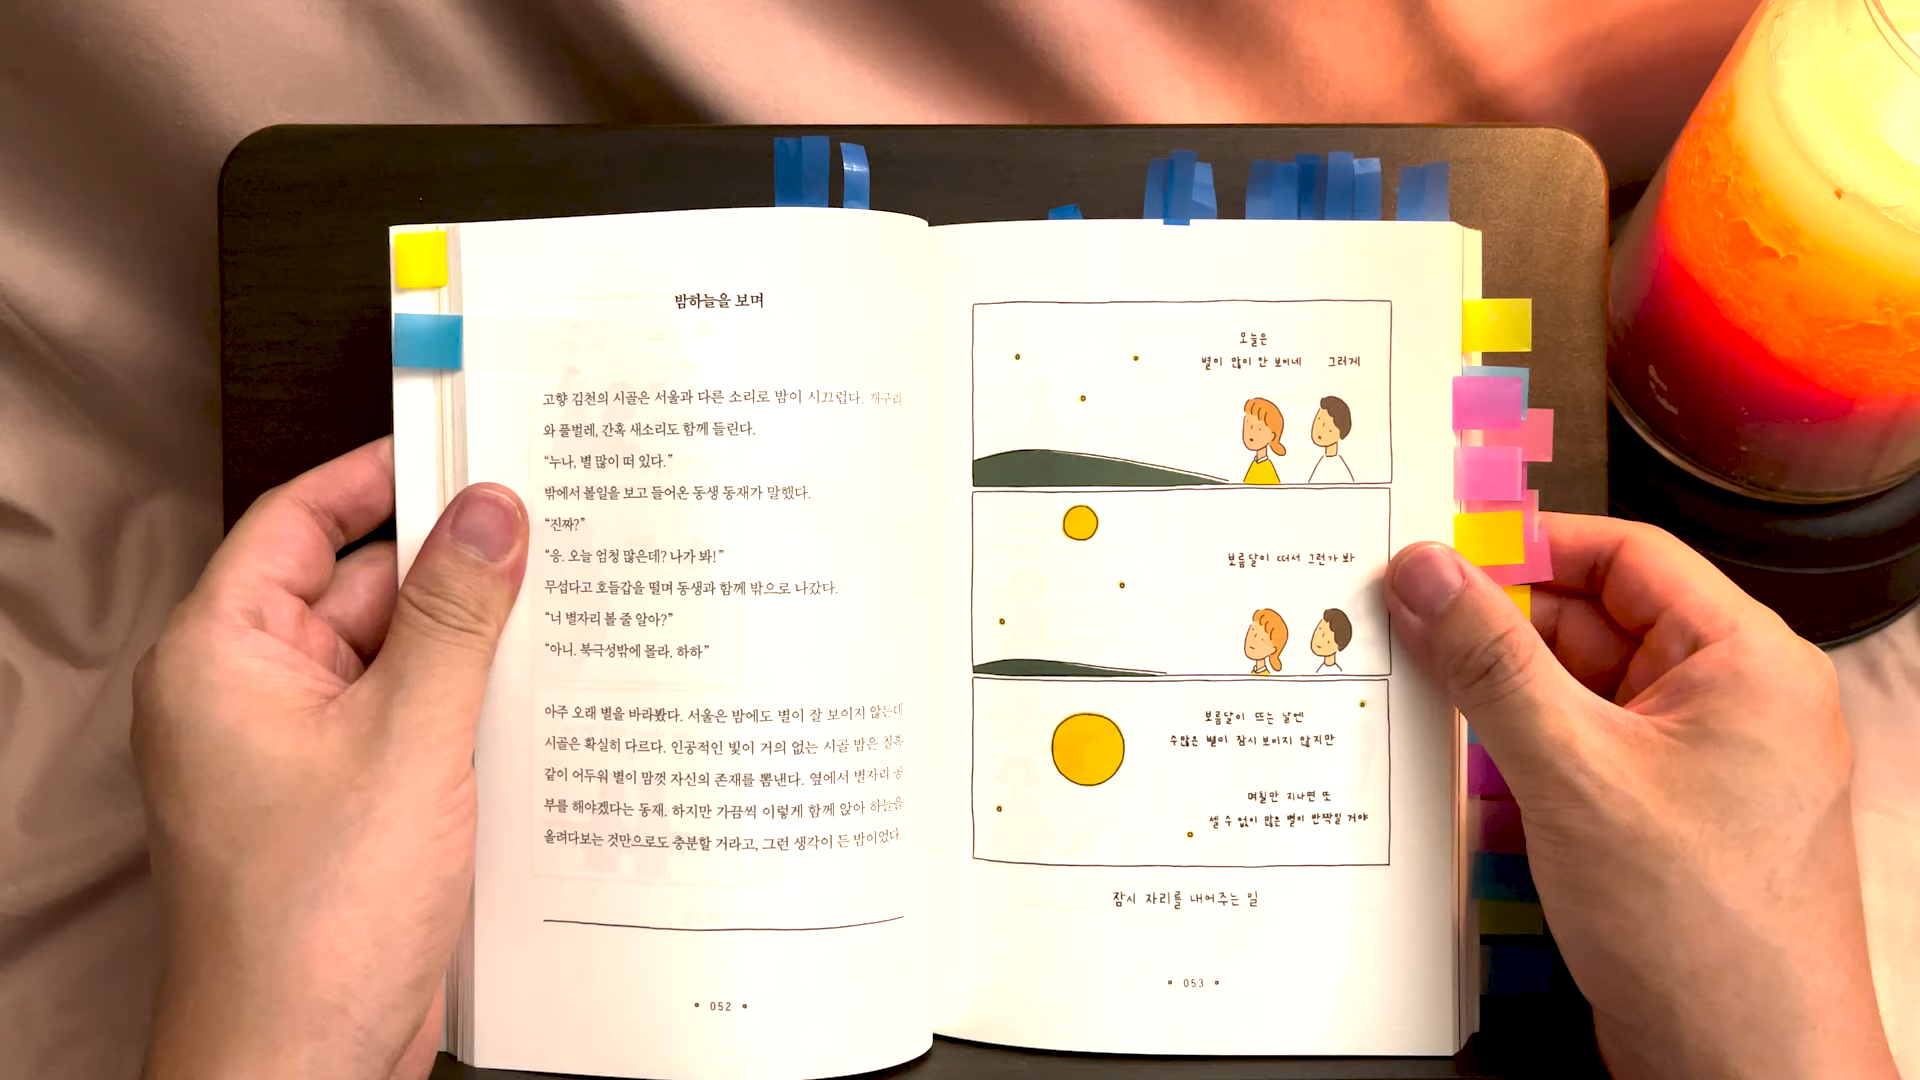 밤하늘을 보며
고향 김천의 시골은 서울과 다른 소리로 밤이 시끄럽다. 개구리
와 풀벌레, 간혹 새소리도 함께 들린다.
“누나, 별 많이 떠 있다.”
밖에서 볼일을 보고 들어온 동생 동재가 말했다.
“진짜?”
“응. 오늘 엄청 많은데? 나가 봐!”
무섭다고 호들갑을 떨며 동생과 함께 밖으로 나갔다.
“너 별자리 볼 줄 알아?”
“아니. 북극성밖에 몰라. 하하”
아주 오래 별을 바라봤다. 서울은 밤에도 별이 잘 보이지 않는데
시골은 확실히 다르다. 인공적인 빛이 거의 없는 시골 밤은 칠흑
같이 어두워 별이 맘껏 자신의 존재를 뽐낸다. 옆에서 별자리 공
부를 해야겠다는 동재. 하지만 가끔씩 이렇게 함께 앉아 하늘을
올려다보는 것만으로도 충분할 거라고, 그런 생각이 든 밤이었다.
052
오늘은
별이 많이 안 보이네 그러게
보름달이 떠서 그런가 봐
보름달이 뜨는 날엔
수많은 별이 잠시 보이지 않지만
며칠만 지나면 또
셀 수 없이 많은 별이 반짝일 거야
잠시 자리를 내어주는 일
053